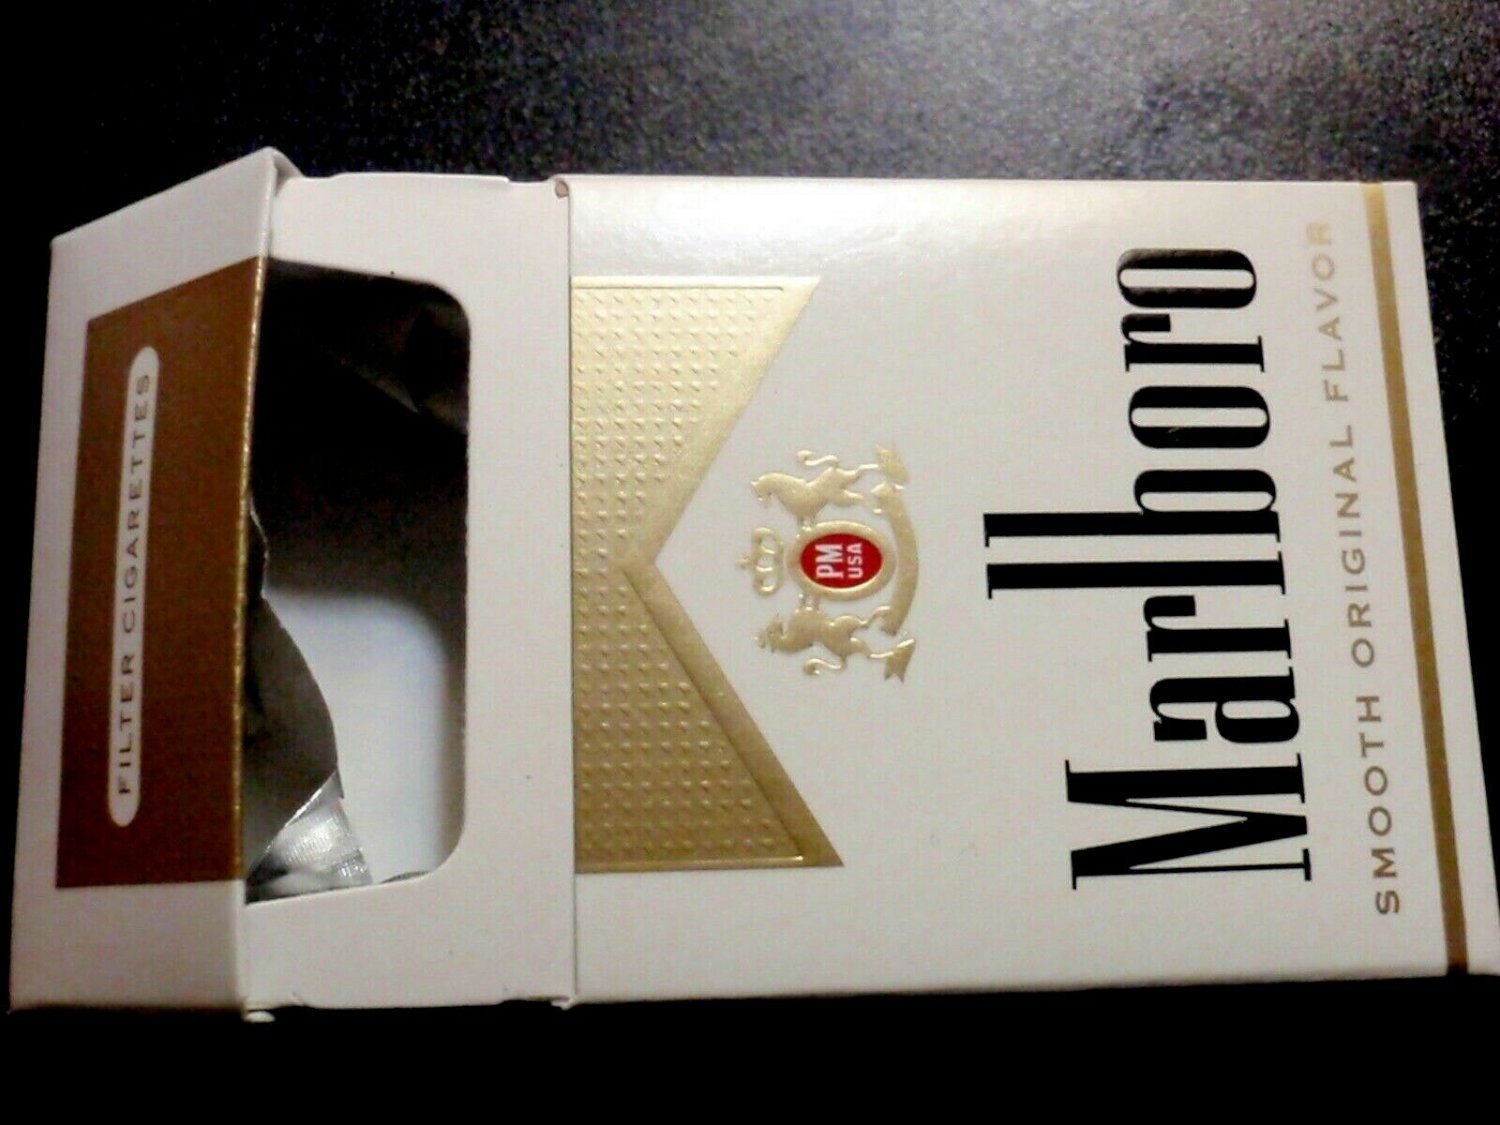 FILTER CIGARETTES
PM
USA
Marlboro
SMOOTH ORIGINAL FLAVOR